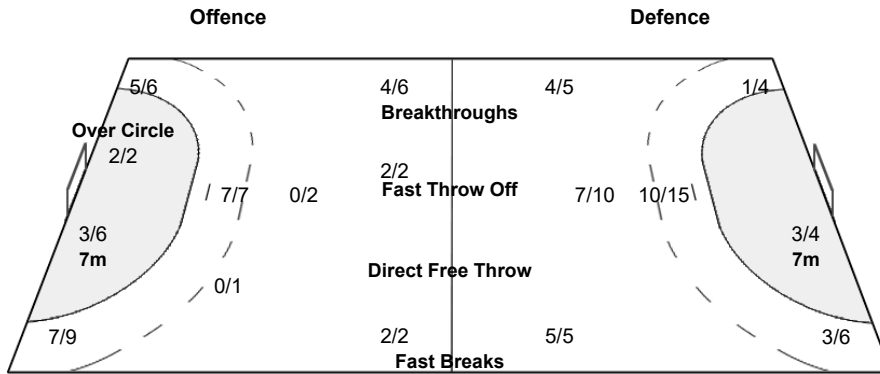 Offence Defence
5/6 4/6 4/5 1/4
Breakthroughs
Over Circle
2/2
2/2
Fast Throw Off
7/7 0/2 7/10 10/15
3/6 3/4
7m 7m
Direct Free Throw
0/1
7/9 2/2 5/5 3/6
Fast Breaks